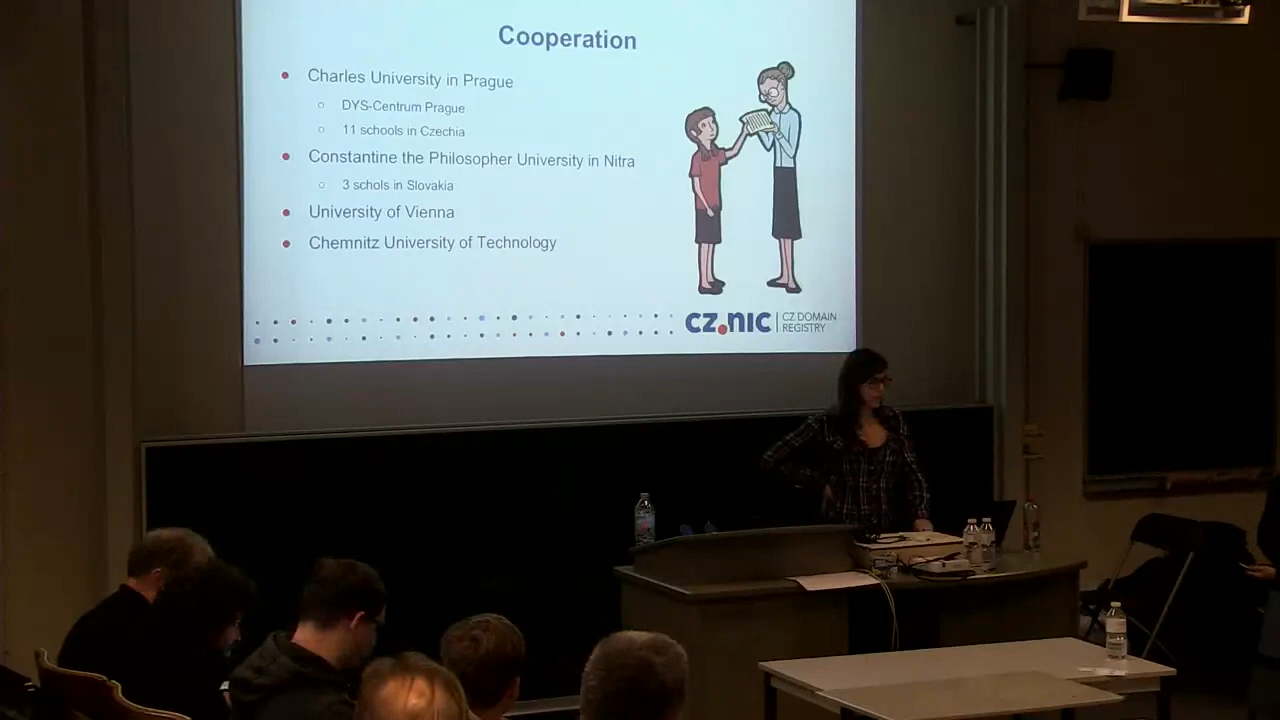 Cooperation
Charles University in Prague
DYS-Centrum Prague
11 schools in Czechia
Constantine the Philosopher University in Nitra
3 schols in Slovakia
University of Vienna
Chemnitz University of Technology
CZ.NIC | CZ DOMAIN
REGISTRY